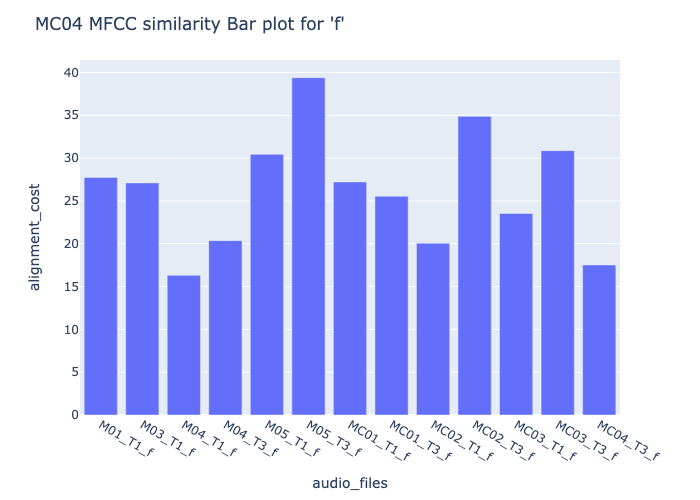 MC04 MFCC similarity Bar plot for 'f'
40
35
30
25
20
15
10
5
0
alignment_cost
M01_T1_f
M03_T1_f
M04_T1_f
M04_T3_f
M05_T1_f
M05_T3_f
MC01_T1_f
MC01_T3_f
MC02_T1_f
MC02_T3_f
MC03_T1_f
MC03_T3_f
MC04_T3_f
audio_files